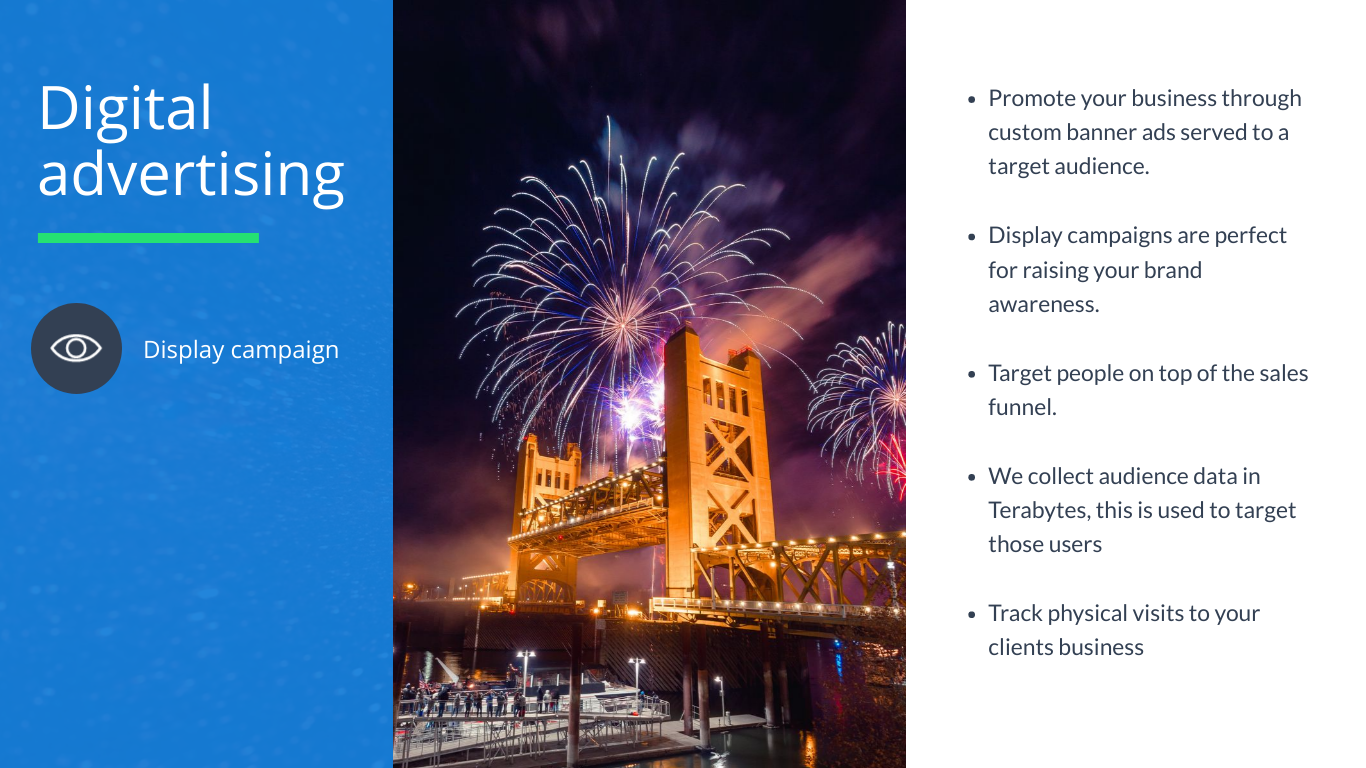 Digital
advertising
Display campaign
• Promote your business through
custom banner ads served to a
target audience.
• Display campaigns are perfect
for raising your brand
awareness.
• Target people on top of the sales
funnel.
• We collect audience data in
Terabytes, this is used to target
those users
• Track physical visits to your
clients business